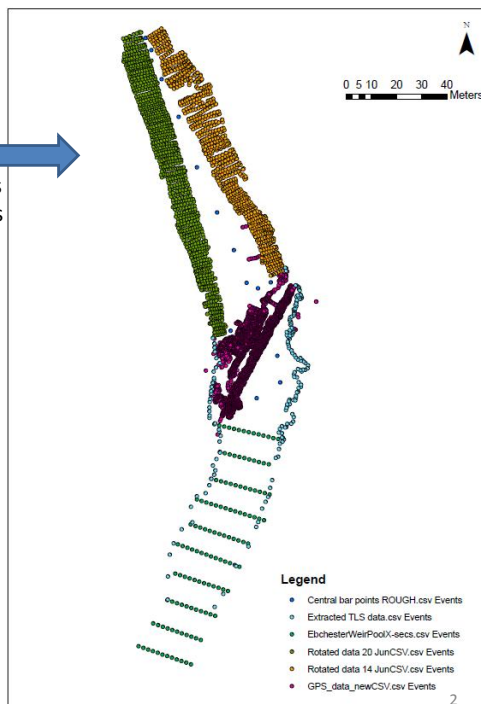 N
0 5 10 20 30 40
Meters
s
s
Legend
Central bar points ROUGH.csv Events
Extracted TLS data.csv Events
EbchesterWeirPoolX-secs.csv Events
Rotated data 20 JunCSV.csv Events
Rotated data 14 JunCSV.csv Events
GPS_data_newCSV.csv Events
2